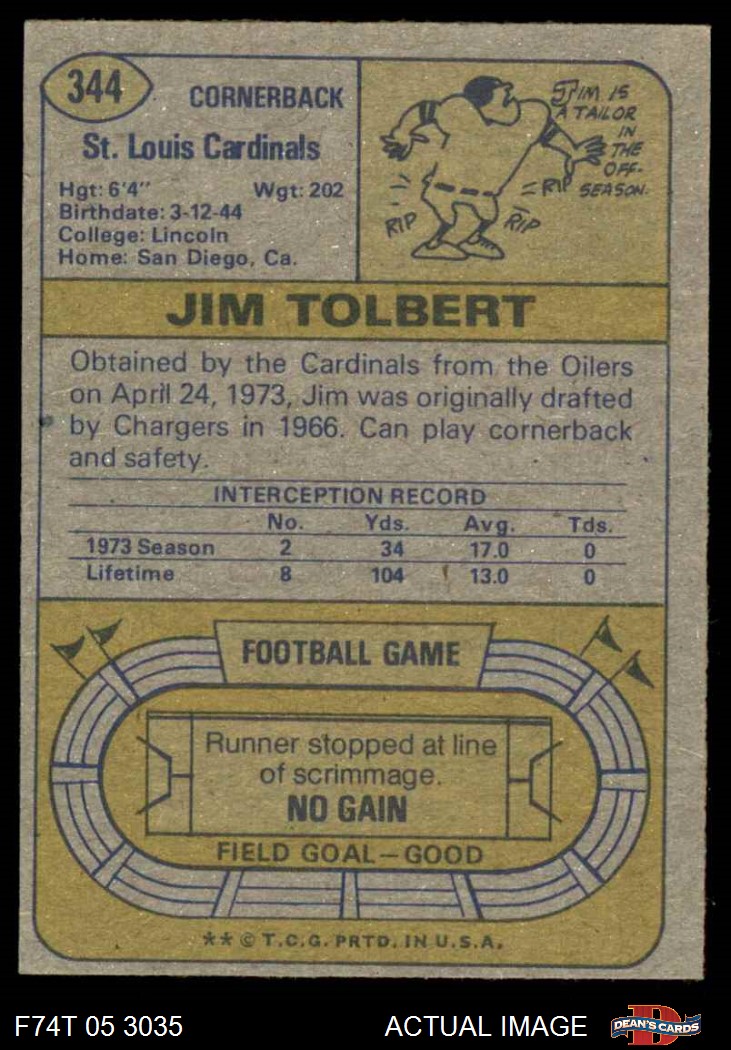 344
CORNERBACK
St. Louis Cardinals
Hgt: 6'4" Wgt: 202
Birthdate: 3-12-44
College: Lincoln
Home: San Diego, Ca.
JIM IS
A TAILOR
IN
THE
OFF-
SEASON.
RIP
RIP
RIP
JIM TOLBERT
Obtained by the Cardinals from the Oilers
on April 24, 1973, Jim was originally drafted
by Chargers in 1966. Can play cornerback
and safety.
INTERCEPTION RECORD
No. Yds. Avg. Tds.
1973 Season 2 34 17.0 0
Lifetime 8 104 13.0 0
FOOTBALL GAME
Runner stopped at line
of scrimmage.
NO GAIN
FIELD GOAL—GOOD
** © T.C.G. PRTD. IN U.S.A.
F74T 05 3035 ACTUAL IMAGE
D
DEAN'S CARDS